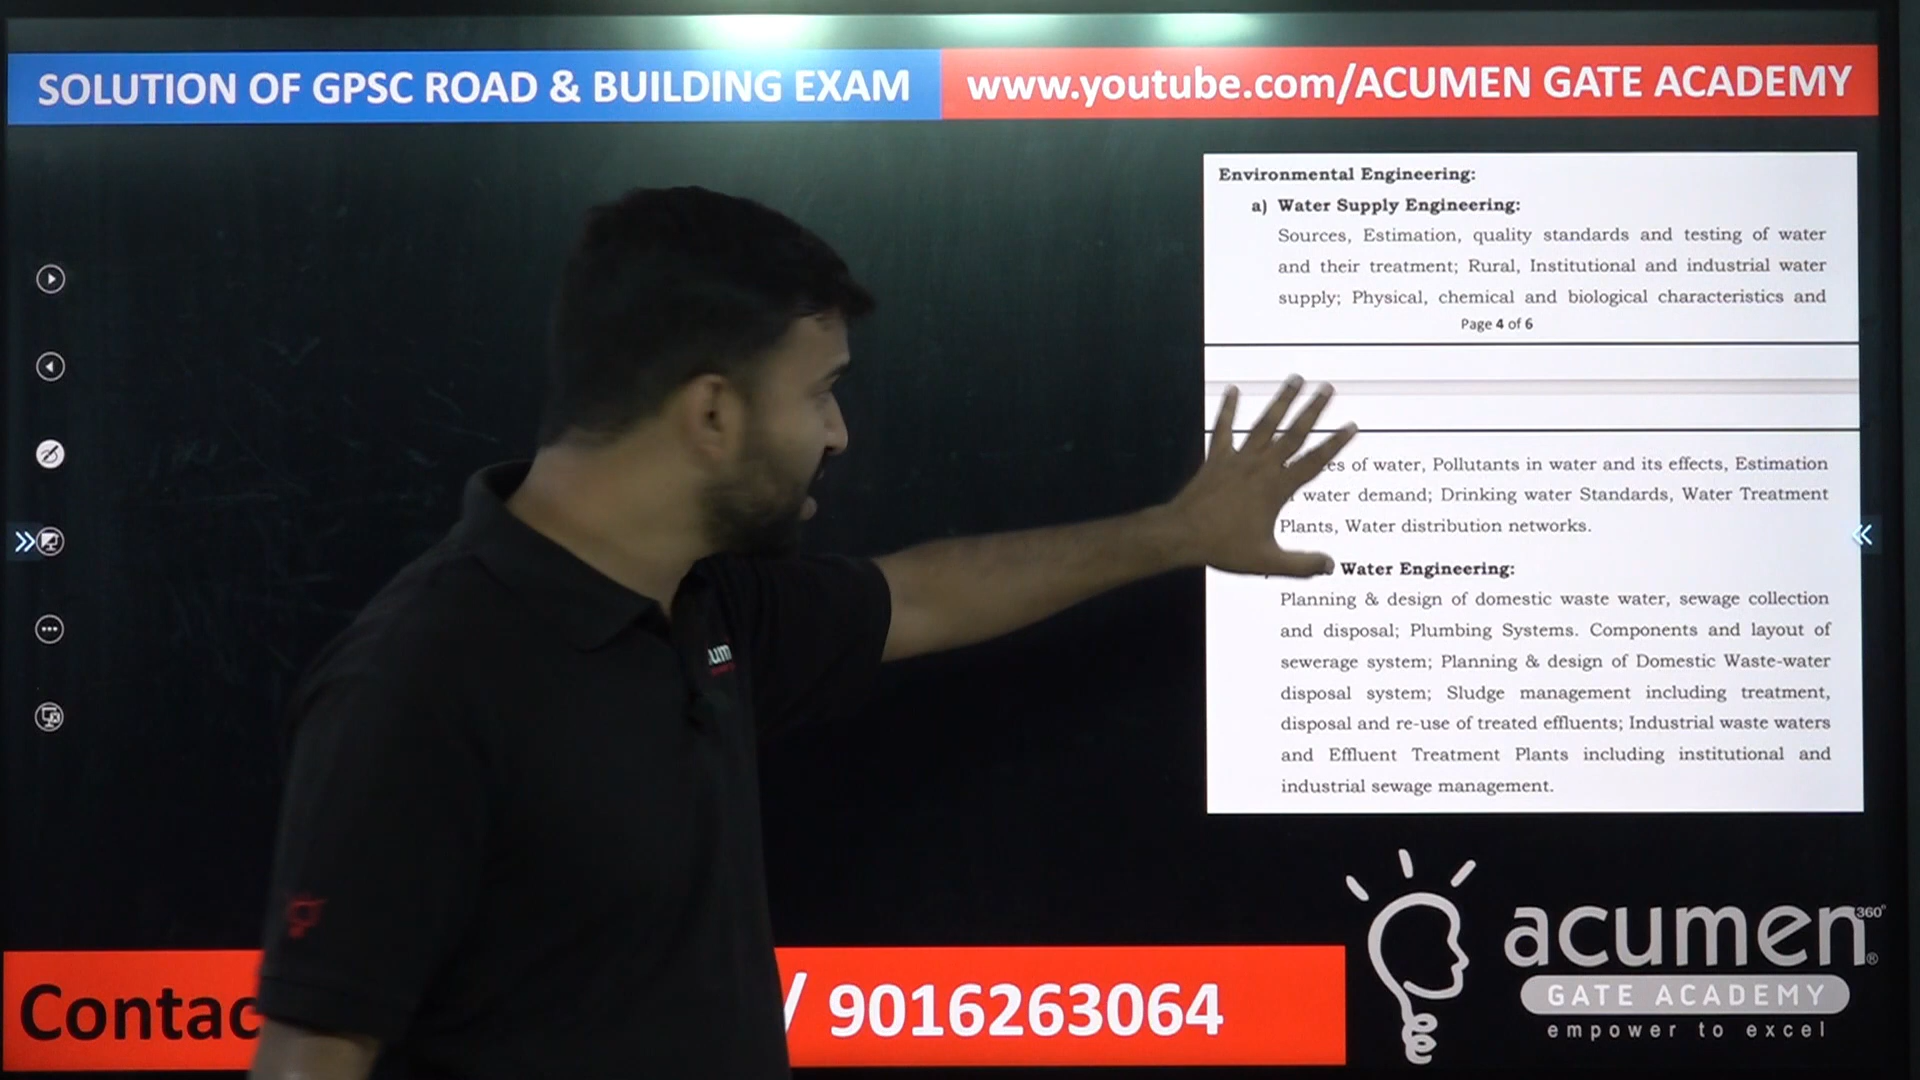 SOLUTION OF GPSC ROAD & BUILDING EXAM
www.youtube.com/ACUMEN GATE ACADEMY
Environmental Engineering:
a) Water Supply Engineering:
Sources, Estimation, quality standards and testing of water
and their treatment; Rural, Institutional and industrial water
supply; Physical, chemical and biological characteristics and
Page 4 of 6
of water, Pollutants in water and its effects, Estimation
water demand; Drinking water Standards, Water Treatment
Plants, Water distribution networks.
Water Engineering:
Planning & design of domestic waste water, sewage collection
and disposal; Plumbing Systems. Components and layout of
sewerage system; Planning & design of Domestic Waste-water
disposal system; Sludge management including treatment,
disposal and re-use of treated effluents; Industrial waste waters
and Effluent Treatment Plants including institutional and
industrial sewage management.
um
acumen 360°
®
GATE ACADEMY
empower to excel
Contac / 9016263064